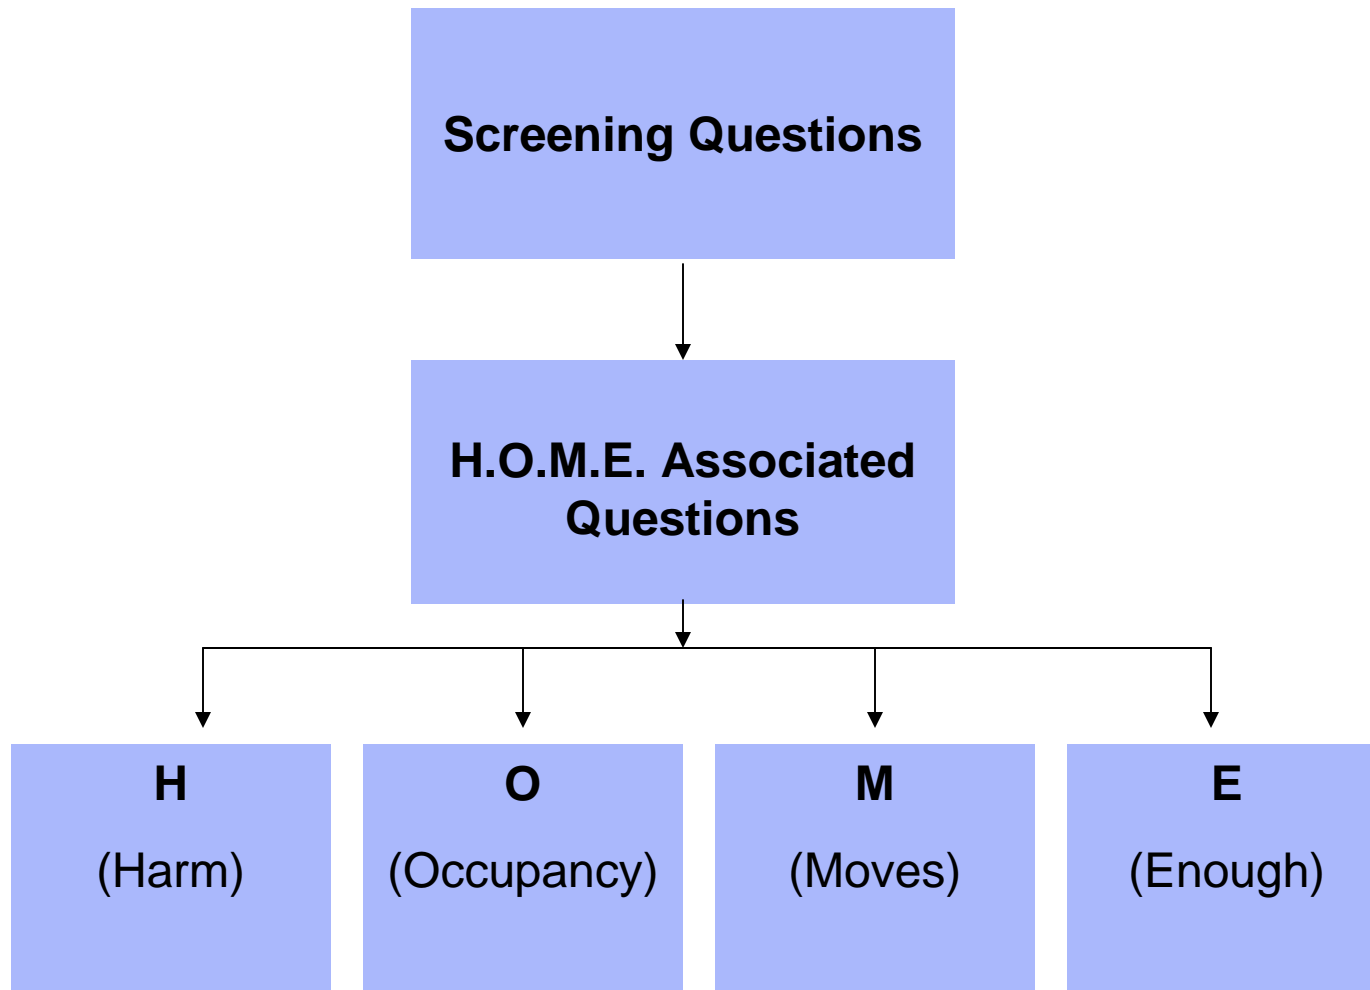 Screening Questions
H.O.M.E. Associated
Questions
H
(Harm)
O
(Occupancy)
M
(Moves)
E
(Enough)